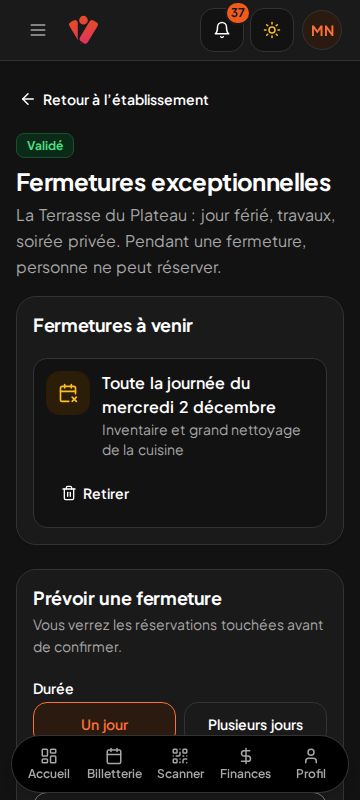 37
MN
Retour à l'établissement
Validé
Fermetures exceptionnelles
La Terrasse du Plateau : jour férié, travaux,
soirée privée. Pendant une fermeture,
personne ne peut réserver.
Fermetures à venir
Toute la journée du
mercredi 2 décembre
Inventaire et grand nettoyage
de la cuisine
Retirer
Prévoir une fermeture
Vous verrez les réservations touchées avant
de confirmer.
Durée
Un jour Plusieurs jours
Accueil Billetterie Scanner Finances Profil